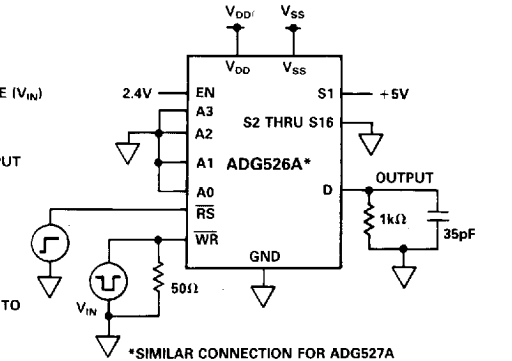 VDD VSS
VDD VSS
E (VIN)
2.4V EN S1 +5V
A3
A2 S2 THRU S16
PUT
A1 ADG526A* OUTPUT
A0 D
RS 1kΩ
35pF
WR
GND
50Ω
TO
VIN
*SIMILAR CONNECTION FOR ADG527A